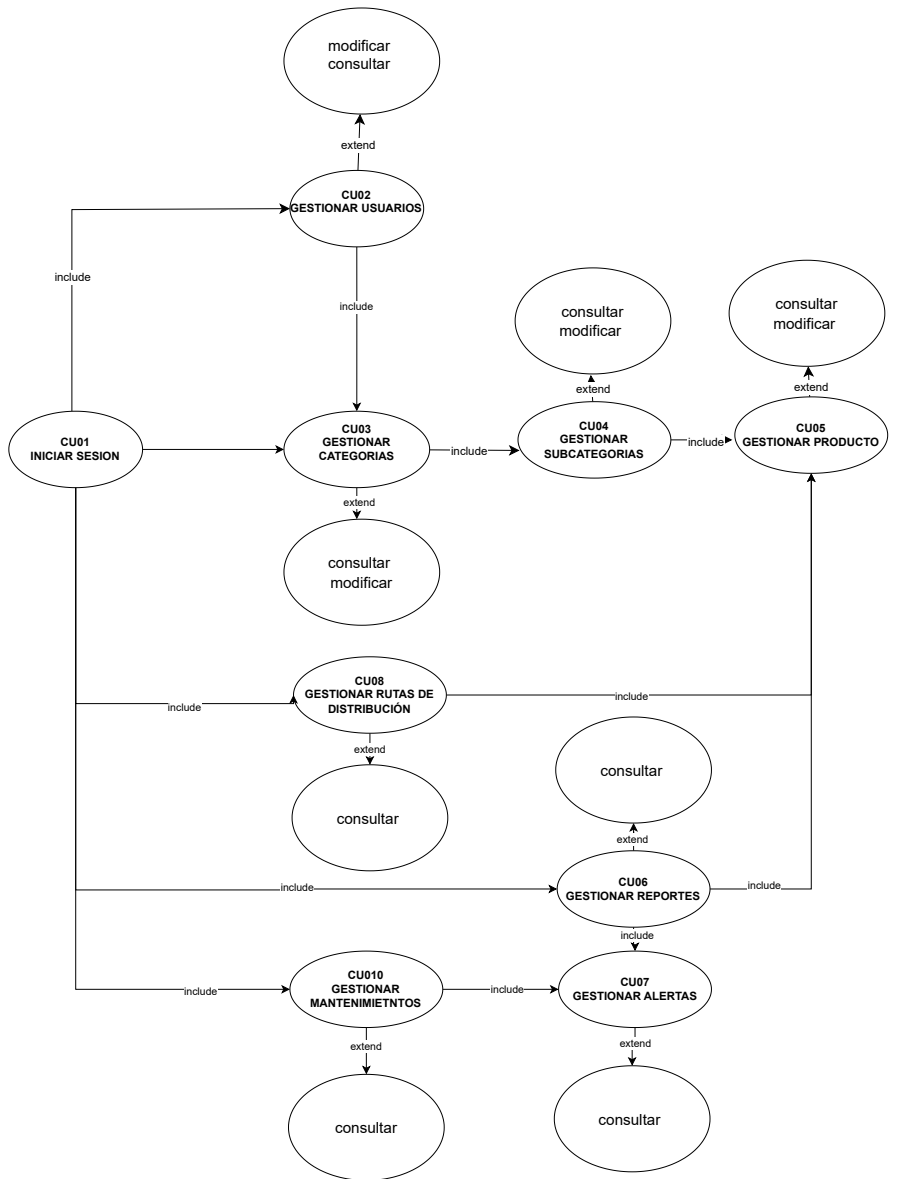 modificar
consultar
extend
CU02
GESTIONAR USUARIOS
include
include
consultar
modificar
consultar
modificar
extend
extend
CU01
INICIAR SESION
CU03
GESTIONAR
CATEGORIAS
include
CU04
GESTIONAR
SUBCATEGORIAS
include
CU05
GESTIONAR PRODUCTO
extend
consultar
modificar
CU08
GESTIONAR RUTAS DE
DISTRIBUCIÓN
include
include
extend
consultar
consultar
extend
include
CU06
GESTIONAR REPORTES
include
include
CU010
GESTIONAR
MANTENIMIETNTOS
include
include
CU07
GESTIONAR ALERTAS
extend
extend
consultar
consultar